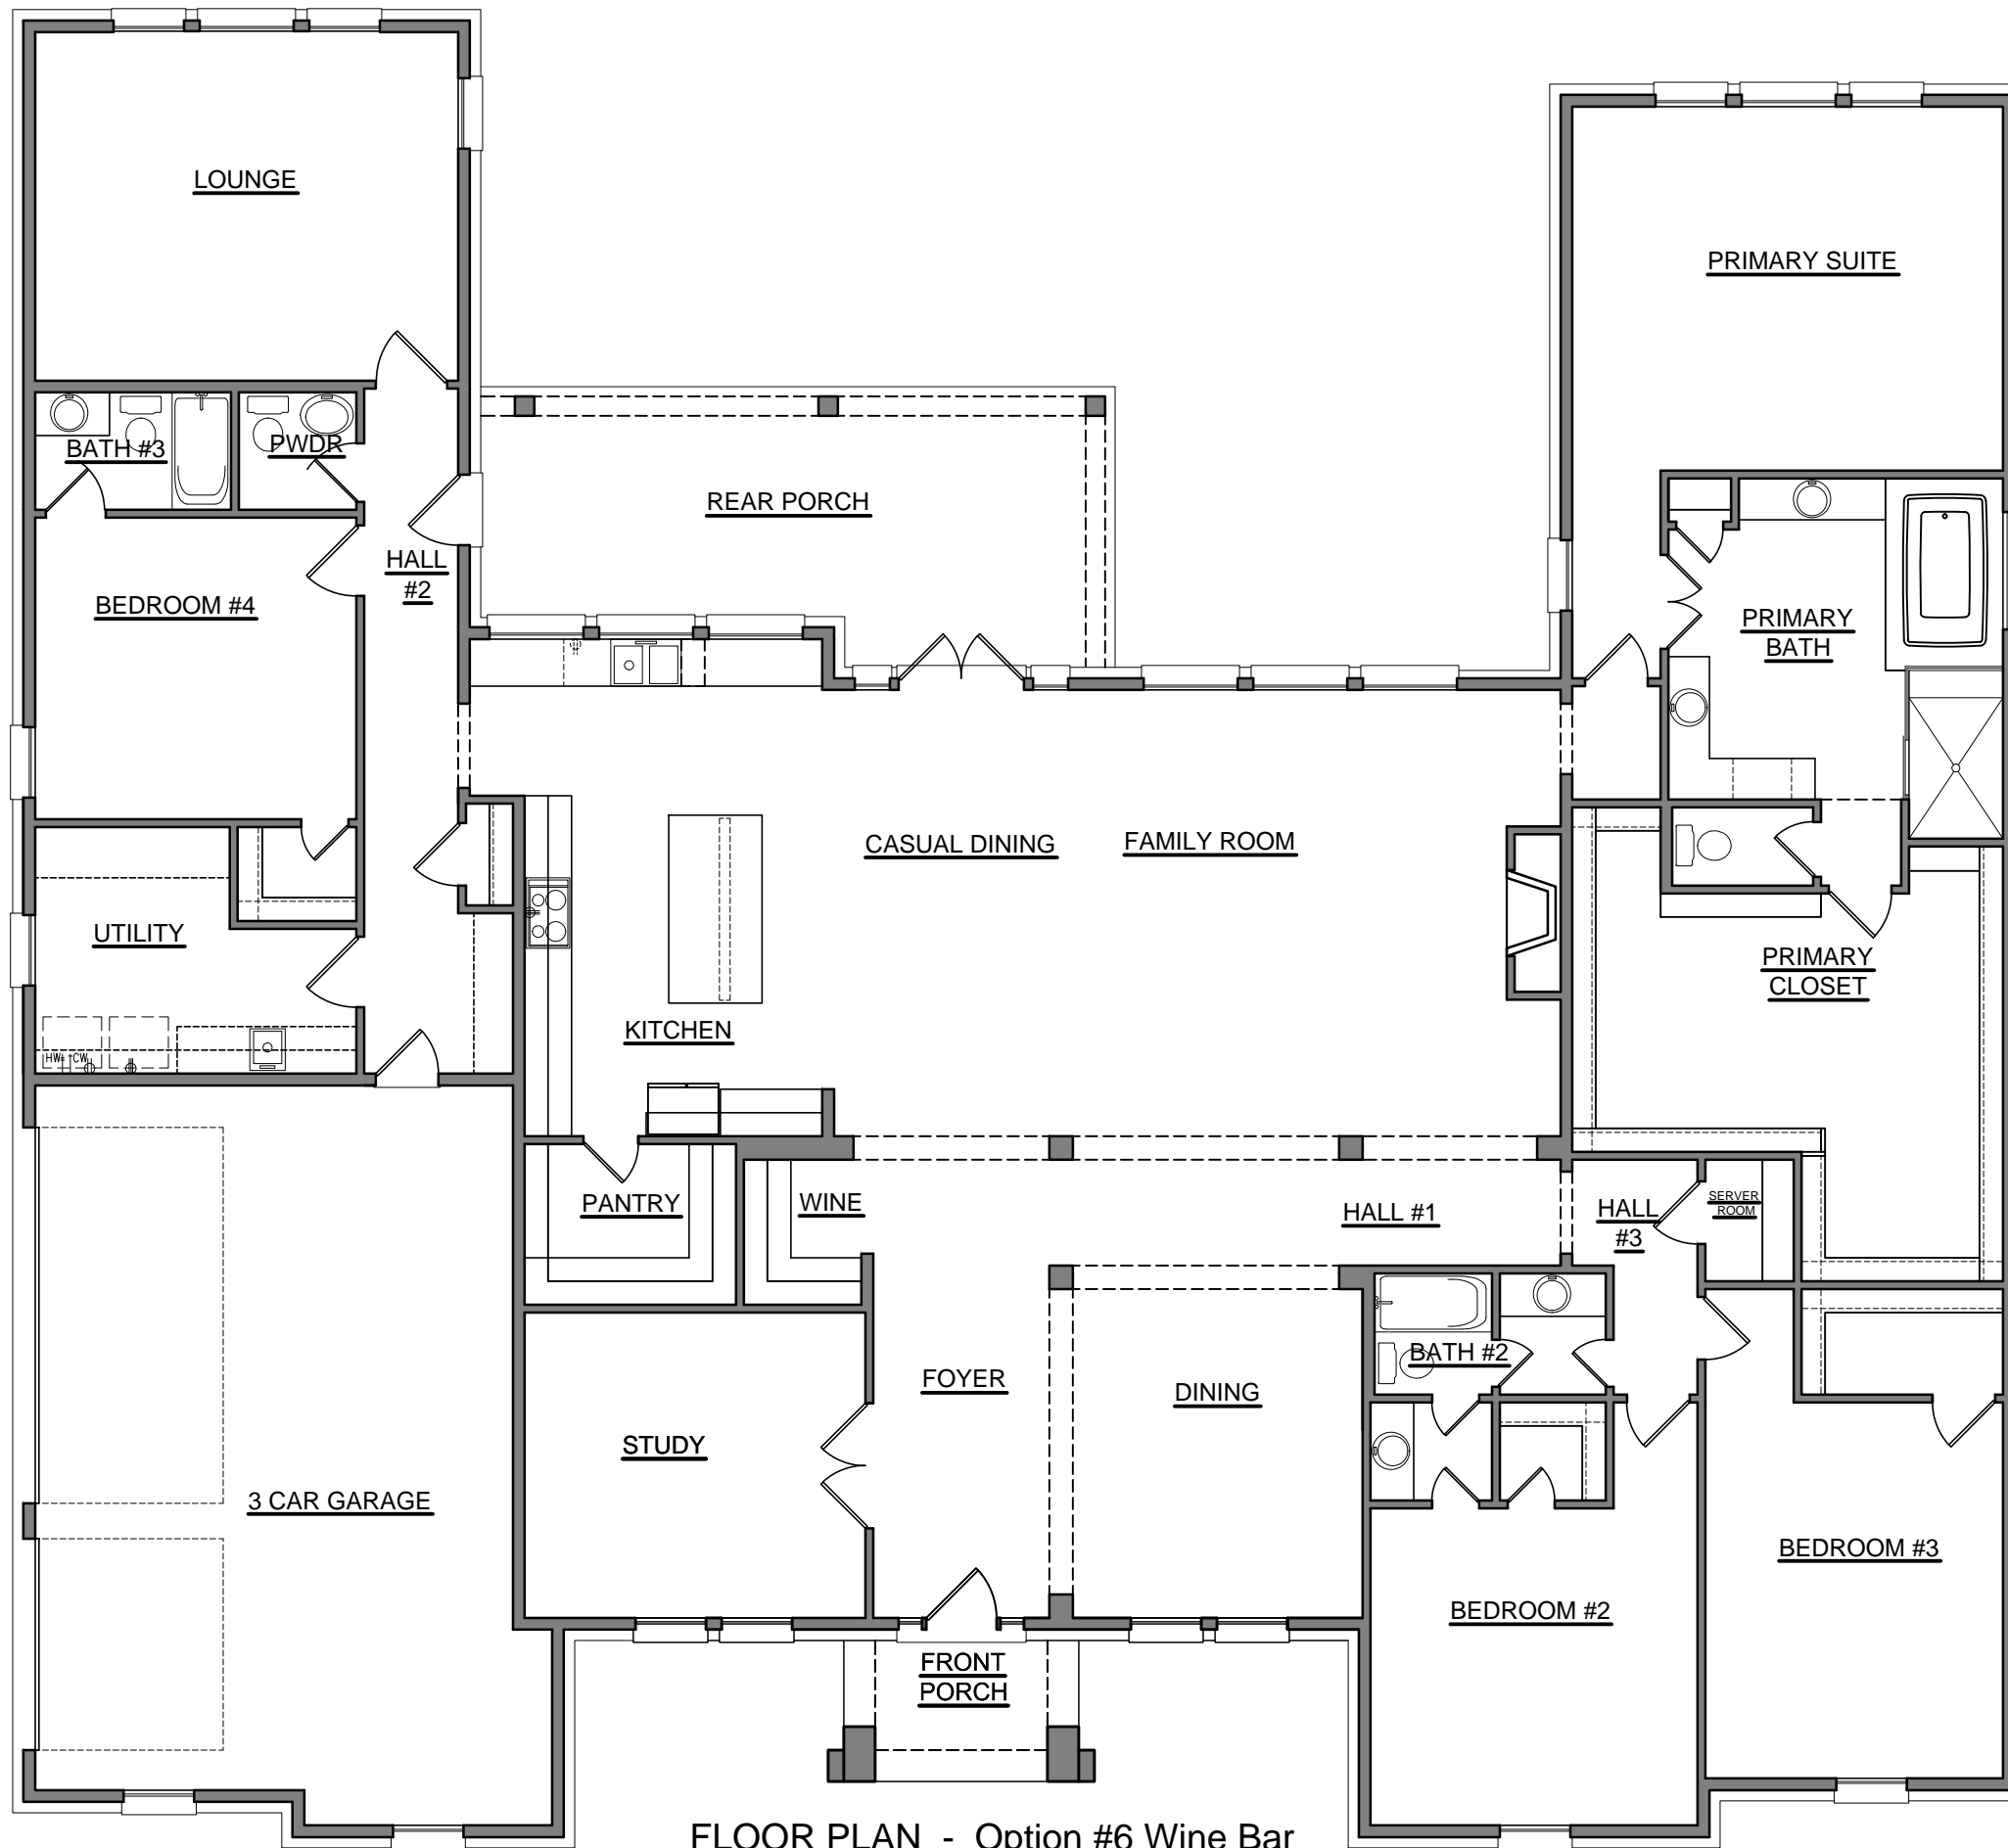 LOUNGE
PRIMARY SUITE
BATH #3
PWDR
REAR PORCH
HALL
#2
BEDROOM #4
PRIMARY
BATH
CASUAL DINING
FAMILY ROOM
UTILITY
PRIMARY
CLOSET
KITCHEN
HW
CW
PANTRY
WINE
HALL #1
HALL
#3
SERVER
ROOM
BATH #2
FOYER
DINING
STUDY
3 CAR GARAGE
BEDROOM #3
BEDROOM #2
FRONT
PORCH
FLOOR PLAN - Option #6 Wine Bar